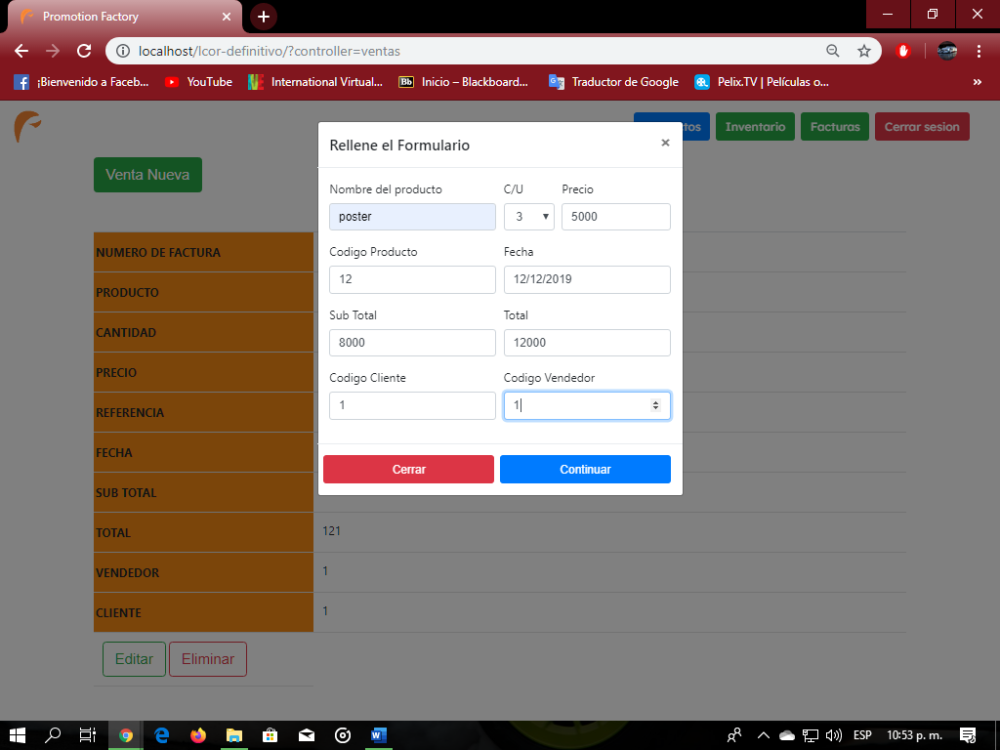 Promotion Factory
localhost/lcor-definitivo/?controller=ventas
¡Bienvenido a Faceb... YouTube International Virtual... Bb Inicio – Blackboard... Traductor de Google Pelix.TV | Películas o... »
Inventario Facturas Cerrar sesion
Venta Nueva
Rellene el Formulario ×
Nombre del producto C/U Precio
poster 3 5000
Codigo Producto Fecha
12 12/12/2019
Sub Total Total
8000 12000
Codigo Cliente Codigo Vendedor
1 1
Cerrar Continuar
NUMERO DE FACTURA
PRODUCTO
CANTIDAD
PRECIO
REFERENCIA
FECHA
SUB TOTAL
TOTAL 121
VENDEDOR 1
CLIENTE 1
Editar Eliminar
ESP 10:53 p. m.